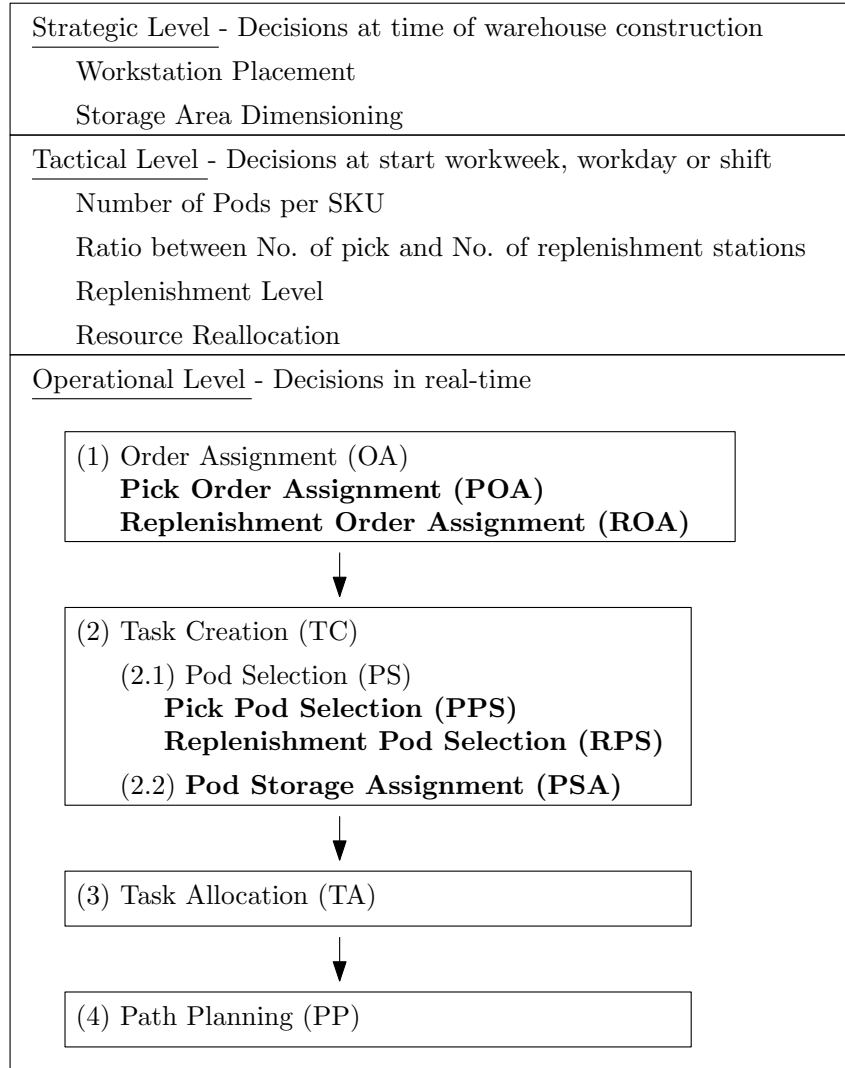 Strategic Level - Decisions at time of warehouse construction
Workstation Placement
Storage Area Dimensioning
Tactical Level - Decisions at start workweek, workday or shift
Number of Pods per SKU
Ratio between No. of pick and No. of replenishment stations
Replenishment Level
Resource Reallocation
Operational Level - Decisions in real-time
(1) Order Assignment (OA)
Pick Order Assignment (POA)
Replenishment Order Assignment (ROA)
(2) Task Creation (TC)
(2.1) Pod Selection (PS)
Pick Pod Selection (PPS)
Replenishment Pod Selection (RPS)
(2.2) Pod Storage Assignment (PSA)
(3) Task Allocation (TA)
(4) Path Planning (PP)